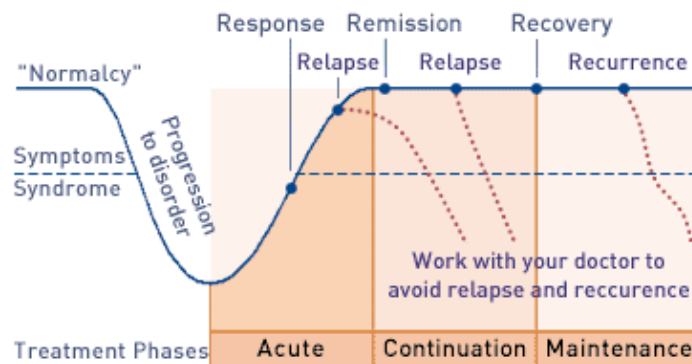 Response Remission Recovery
Relapse Relapse Recurrence
"Normalcy"
Progression
to disorder
Symptoms
Syndrome
Work with your doctor to
avoid relapse and reccurence
Treatment Phases Acute Continuation Maintenance